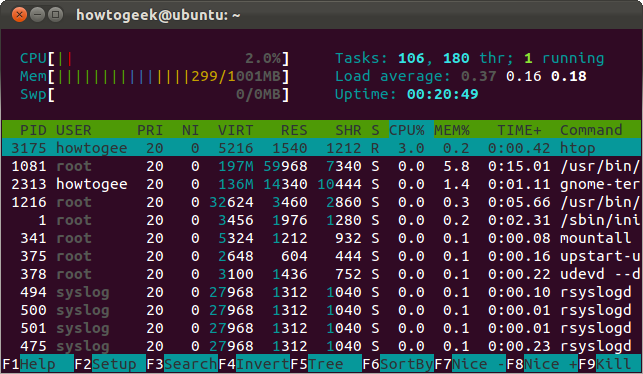 howtogeek@ubuntu: ~
CPU[|| 2.0%] Tasks: 106, 180 thr; 1 running
Mem[||||||||||||||||299/1001MB] Load average: 0.37 0.16 0.18
Swp[ 0/0MB] Uptime: 00:20:49
PID USER PRI NI VIRT RES SHR S CPU% MEM% TIME+ Command
3175 howtogee 20 0 5216 1540 1212 R 3.0 0.2 0:00.42 htop
1081 root 20 0 197M 59968 7340 S 0.0 5.8 0:15.01 /usr/bin/
2313 howtogee 20 0 136M 14340 10444 S 0.0 1.4 0:01.11 gnome-ter
1216 root 20 0 32624 3460 2860 S 0.0 0.3 0:05.66 /usr/bin/
1 root 20 0 3456 1976 1280 S 0.0 0.2 0:02.31 /sbin/ini
341 root 20 0 5324 1212 932 S 0.0 0.1 0:00.08 mountall
375 root 20 0 2648 604 444 S 0.0 0.1 0:00.16 upstart-u
378 root 20 0 3100 1436 752 S 0.0 0.1 0:00.22 udevd --d
494 syslog 20 0 27968 1312 1040 S 0.0 0.1 0:00.10 rsyslogd
500 syslog 20 0 27968 1312 1040 S 0.0 0.1 0:00.01 rsyslogd
501 syslog 20 0 27968 1312 1040 S 0.0 0.1 0:00.01 rsyslogd
475 syslog 20 0 27968 1312 1040 S 0.0 0.1 0:00.23 rsyslogd
F1Help F2Setup F3SearchF4InvertF5Tree F6SortByF7Nice -F8Nice +F9Kill